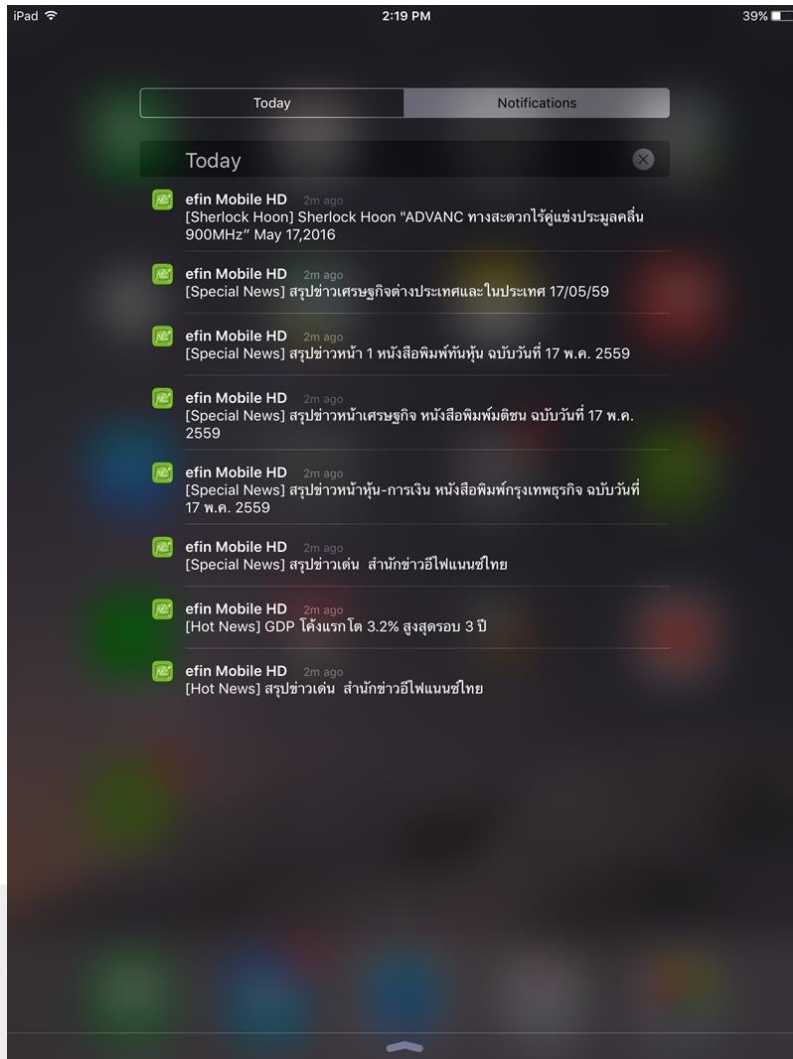 iPad 2:19 PM 39%
Today Notifications
Today
efin Mobile HD 2m ago
[Sherlock Hoon] Sherlock Hoon "ADVANC ทางสะดวกไร้คู่แข่งประมูลคลื่น
900MHz" May 17,2016
efin Mobile HD 2m ago
[Special News] สรุปข่าวเศรษฐกิจต่างประเทศและในประเทศ 17/05/59
efin Mobile HD 2m ago
[Special News] สรุปข่าวหน้า 1 หนังสือพิมพ์ทันหุ้น ฉบับวันที่ 17 พ.ค. 2559
efin Mobile HD 2m ago
[Special News] สรุปข่าวหน้าเศรษฐกิจ หนังสือพิมพ์มติชน ฉบับวันที่ 17 พ.ค.
2559
efin Mobile HD 2m ago
[Special News] สรุปข่าวหน้าหุ้น-การเงิน หนังสือพิมพ์กรุงเทพธุรกิจ ฉบับวันที่
17 พ.ค. 2559
efin Mobile HD 2m ago
[Special News] สรุปข่าวเด่น สำนักข่าวอีไฟแนนซ์ไทย
efin Mobile HD 2m ago
[Hot News] GDP โค้งแรกโต 3.2% สูงสุดรอบ 3 ปี
efin Mobile HD 2m ago
[Hot News] สรุปข่าวเด่น สำนักข่าวอีไฟแนนซ์ไทย